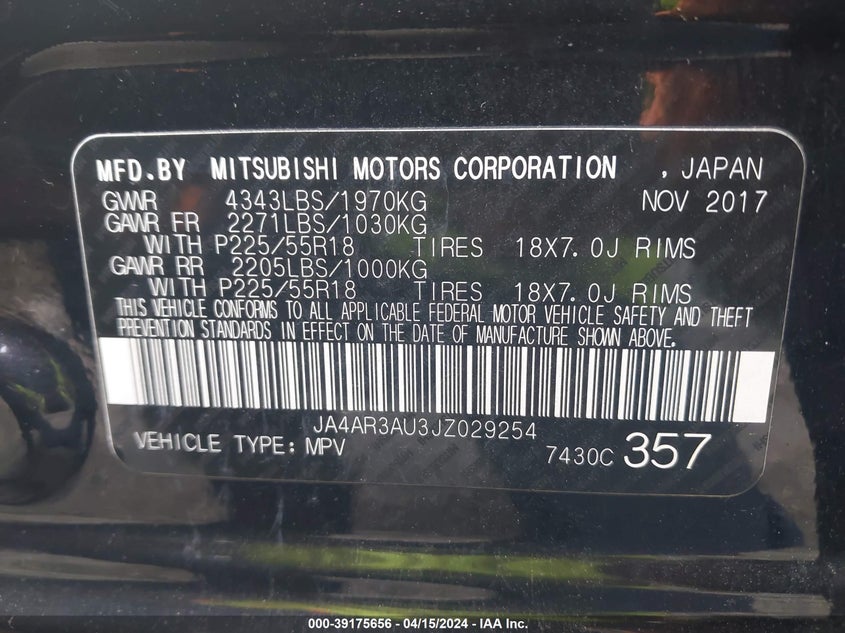 MFD.BY MITSUBISHI MOTORS CORPORATION , JAPAN
GVWR 4343LBS/1970KG NOV 2017
GAWR FR 2271LBS/1030KG
WITH P225/55R18 TIRES 18X7.0J RIMS
GAWR RR 2205LBS/1000KG
WITH P225/55R18 TIRES 18X7.0J RIMS
THIS VEHICLE CONFORMS TO ALL APPLICABLE FEDERAL MOTOR VEHICLE SAFETY AND THEFT
PREVENTION STANDARDS IN EFFECT ON THE DATE OF MANUFACTURE SHOWN ABOVE.
JA4AR3AU3JZ029254
VEHICLE TYPE: MPV 7430C 357
000-39175656 - 04/15/2024 - IAA Inc.